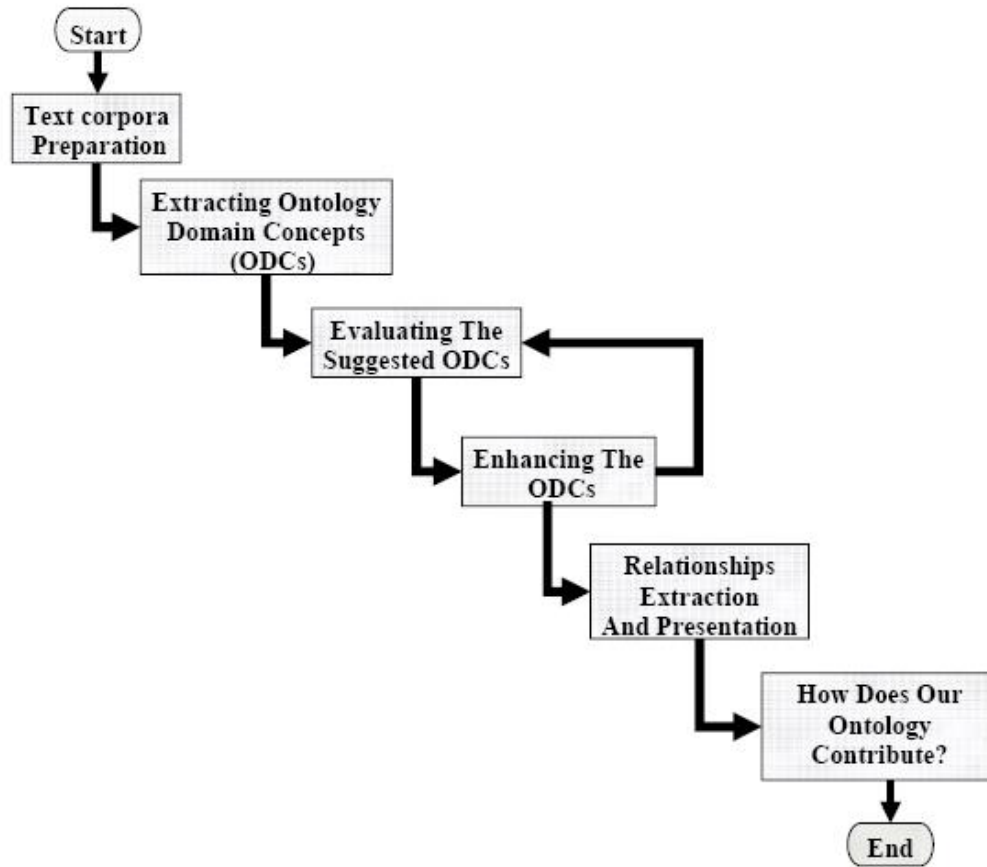 Start
Text corpora
Preparation
Extracting Ontology
Domain Concepts
(ODCs)
Evaluating The
Suggested ODCs
Enhancing The
ODCs
Relationships
Extraction
And Presentation
How Does Our
Ontology
Contribute?
End